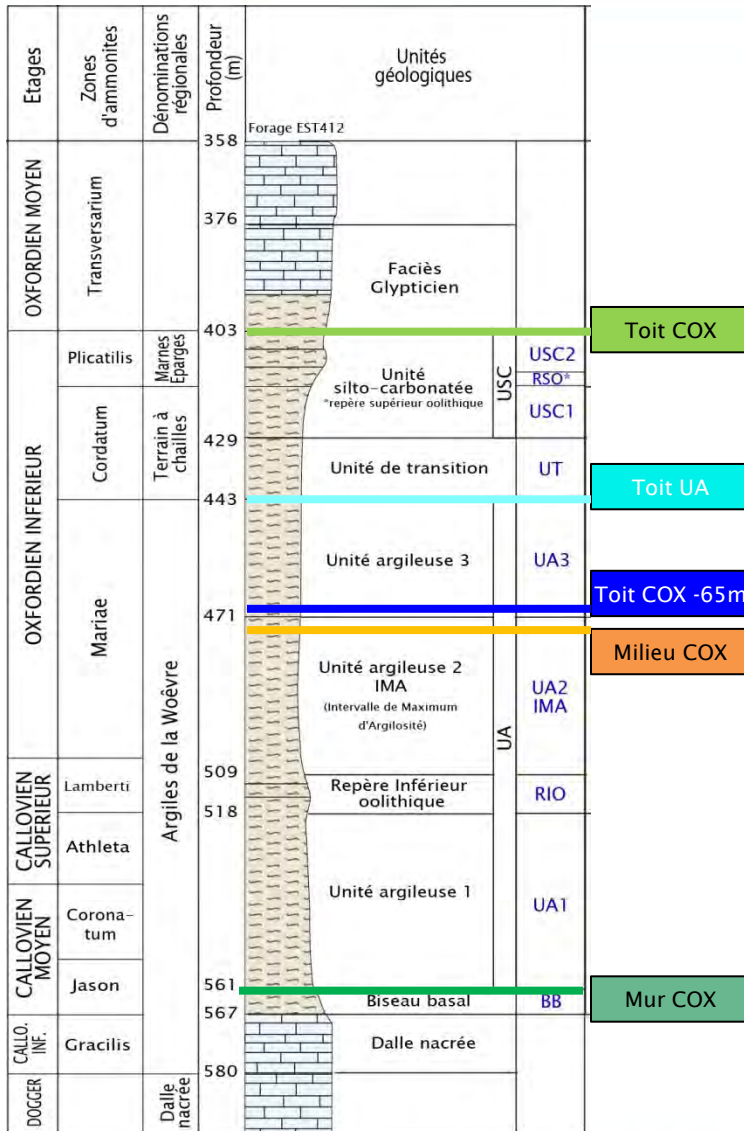 Etages
Zones
d'ammonites
Dénominations
régionales
Profondeur
(m)
Unités
géologiques
Forage EST412
358
376
403
429
443
471
509
518
561
567
580
OXFORDIEN MOYEN
OXFORDIEN INFERIEUR
CALLOVIEN
SUPERIEUR
CALLOVIEN
MOYEN
CALLO.
INF.
DOGGER
Transversarium
Plicatilis
Cordatum
Mariae
Lamberti
Athleta
Corona-
tum
Jason
Gracilis
Marnes
Eparges
Terrain à
chailles
Argiles de la Woêvre
Dalle
nacrée
Faciès
Glypticien
Unité
silto-carbonatée
*repère supérieur oolithique
Unité de transition
Unité argileuse 3
Unité argileuse 2
IMA
(Intervalle de Maximum
d'Argilosité)
Repère Inférieur
oolithique
Unité argileuse 1
Biseau basal
Dalle nacrée
USC
UA
USC2
RSO*
USC1
UT
UA3
UA2
IMA
RIO
UA1
BB
Toit COX
Toit UA
Toit COX -65m
Milieu COX
Mur COX